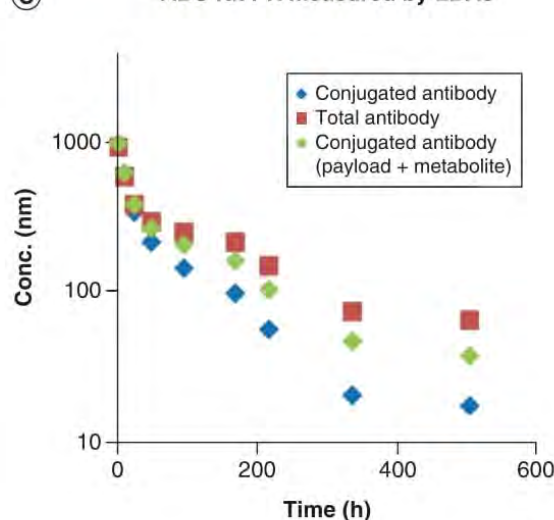 Conjugated antibody
Total antibody
Conjugated antibody
(payload + metabolite)
1000
100
10
Conc. (nm)
0
200
400
600
Time (h)